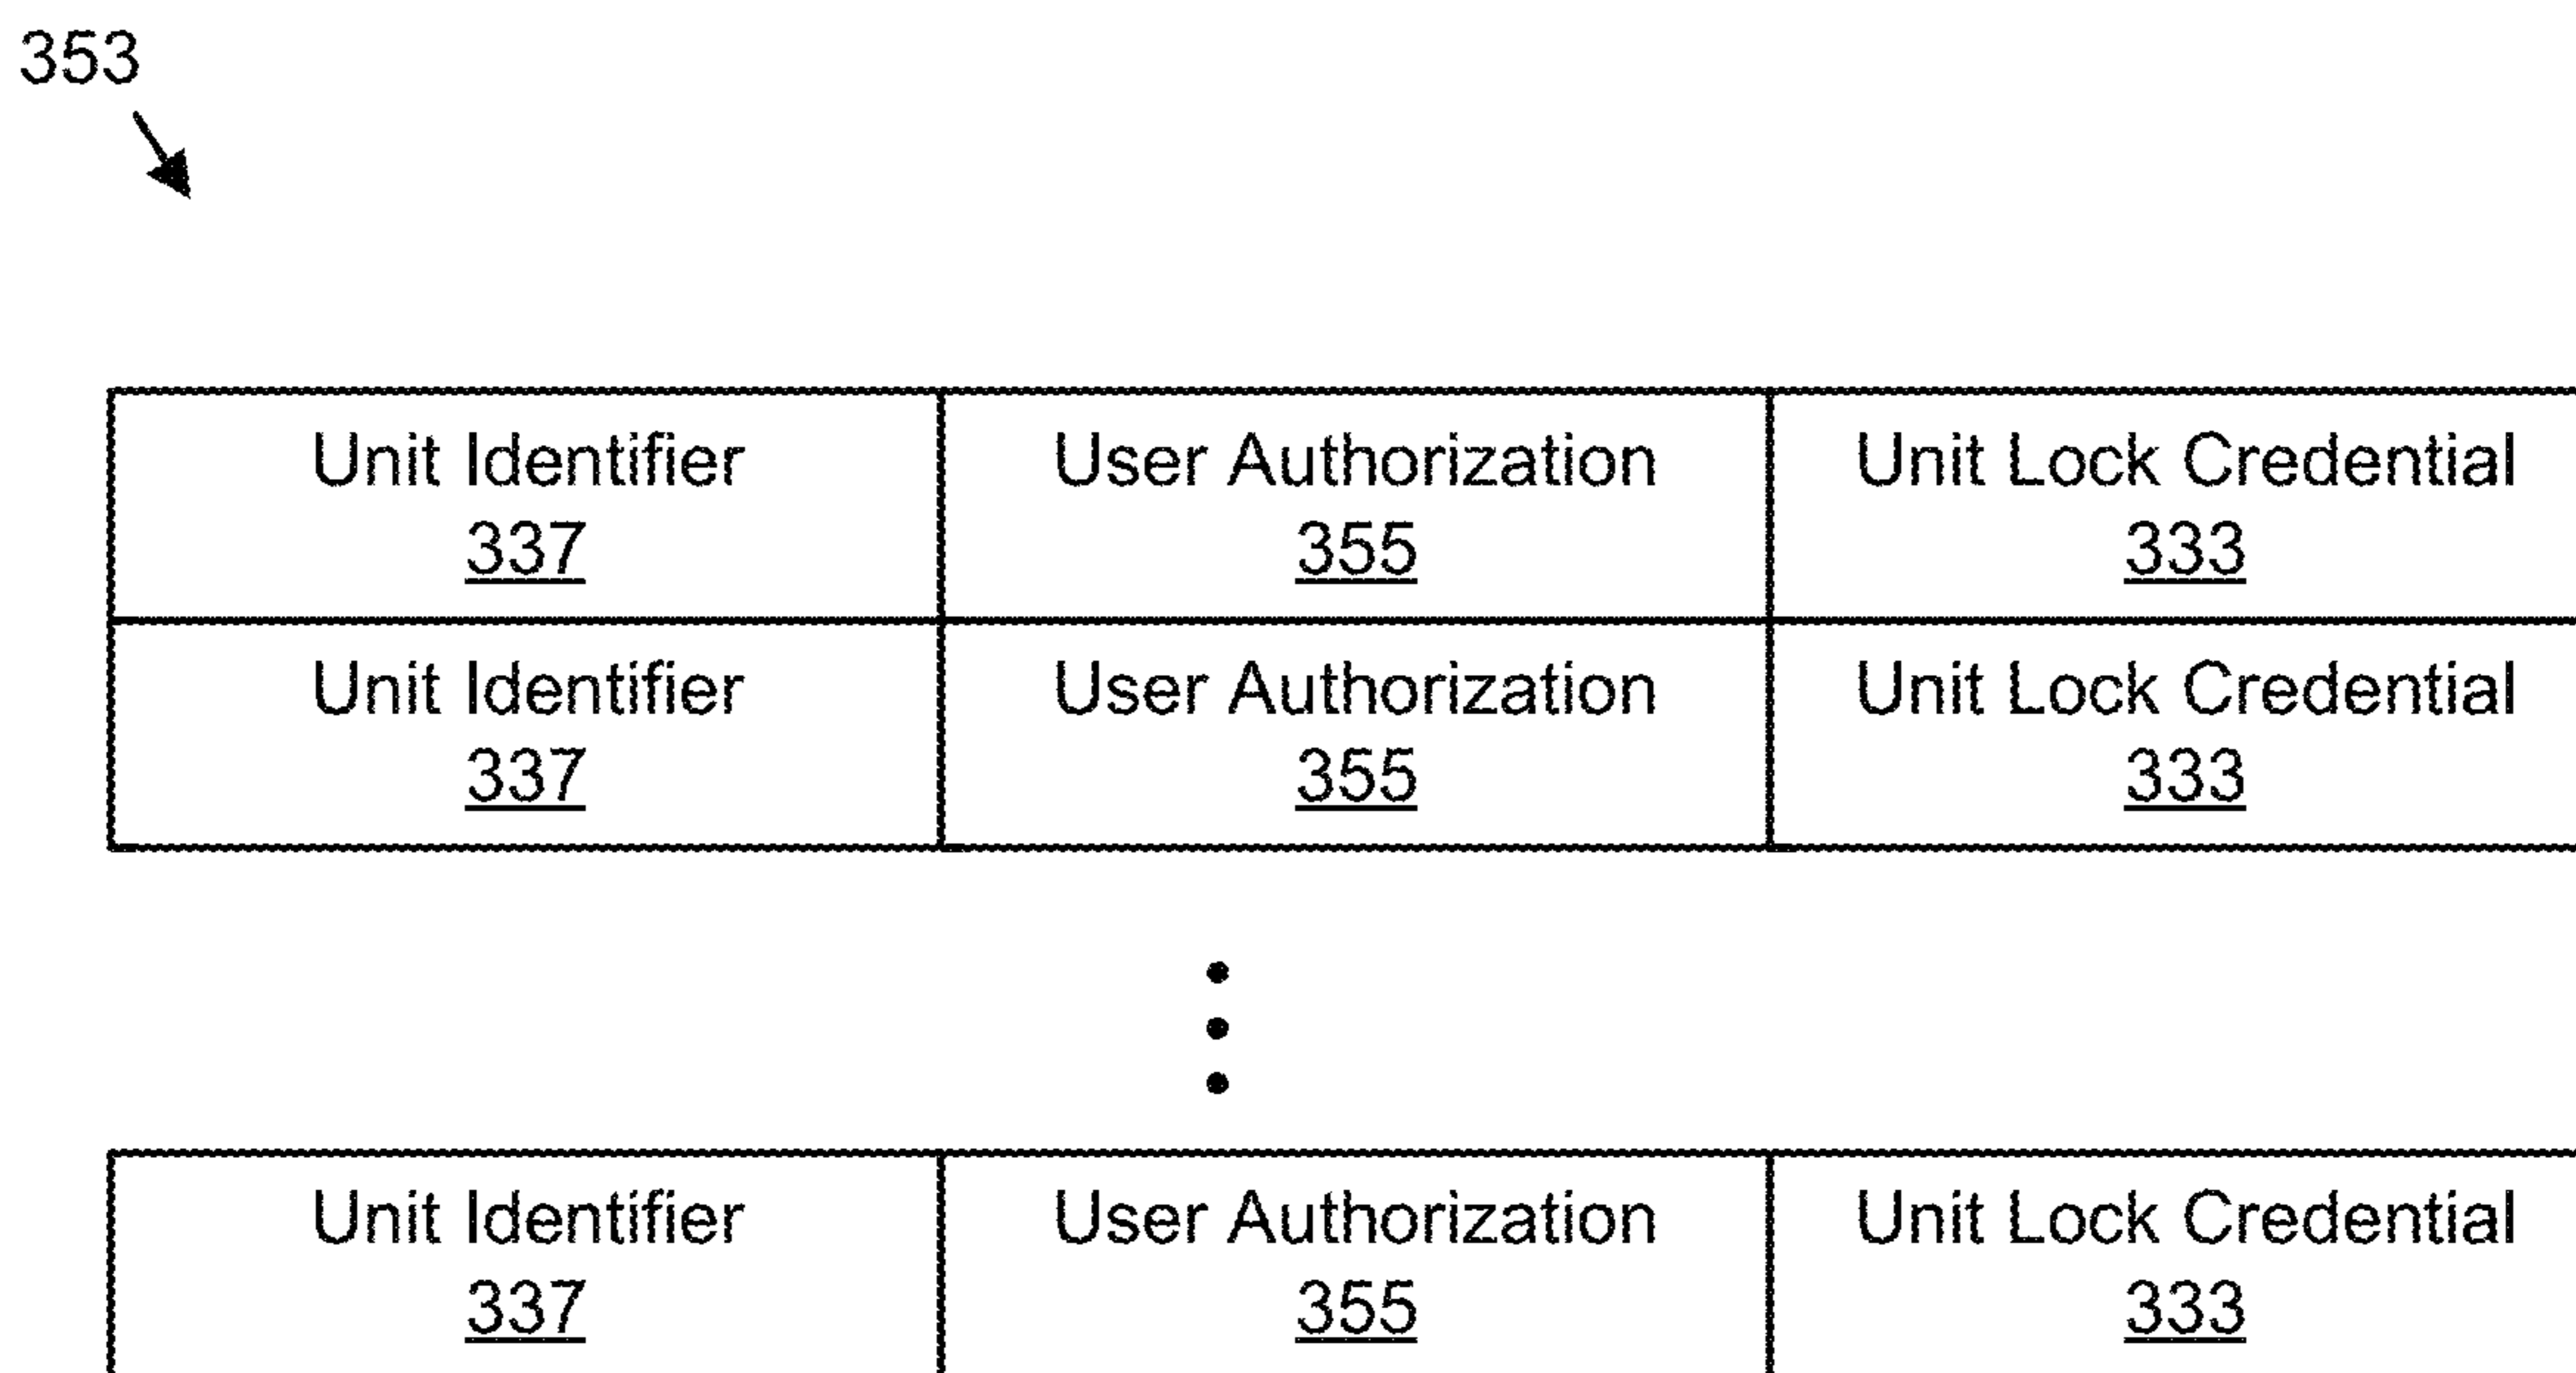 353
Unit Identifier User Authorization Unit Lock Credential
337 355 333
Unit Identifier User Authorization Unit Lock Credential
337 355 333
Unit Identifier User Authorization Unit Lock Credential
337 355 333